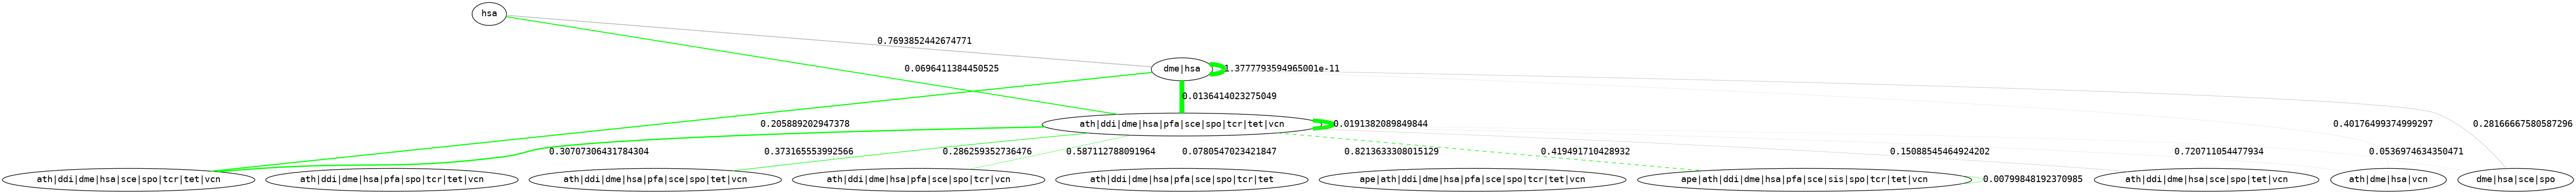 hsa
0.7693852442674771
0.0696411384450525
dme|hsa
1.3777793594965001e-11
0.0136414023275049
0.205889202947378
ath|ddi|dme|hsa|pfa|sce|spo|tcr|tet|vcn
0.0191382089849844
0.40176499374999297
0.28166667580587296
0.30707306431784304
0.373165553992566
0.286259352736476
0.587112788091964
0.0780547023421847
0.8213633308015129
0.419491710428932
0.15088545464924202
0.720711054477934
0.0536974634350471
ath|ddi|dme|hsa|sce|spo|tcr|tet|vcn
ath|ddi|dme|hsa|pfa|spo|tcr|tet|vcn
ath|ddi|dme|hsa|pfa|sce|spo|tet|vcn
ath|ddi|dme|hsa|pfa|sce|spo|tcr|vcn
ath|ddi|dme|hsa|pfa|sce|spo|tcr|tet
ape|ath|ddi|dme|hsa|pfa|sce|spo|tcr|tet|vcn
ape|ath|ddi|dme|hsa|pfa|sce|sis|spo|tcr|tet|vcn
0.00799848192370985
ath|ddi|dme|hsa|sce|spo|tet|vcn
ath|dme|hsa|vcn
dme|hsa|sce|spo